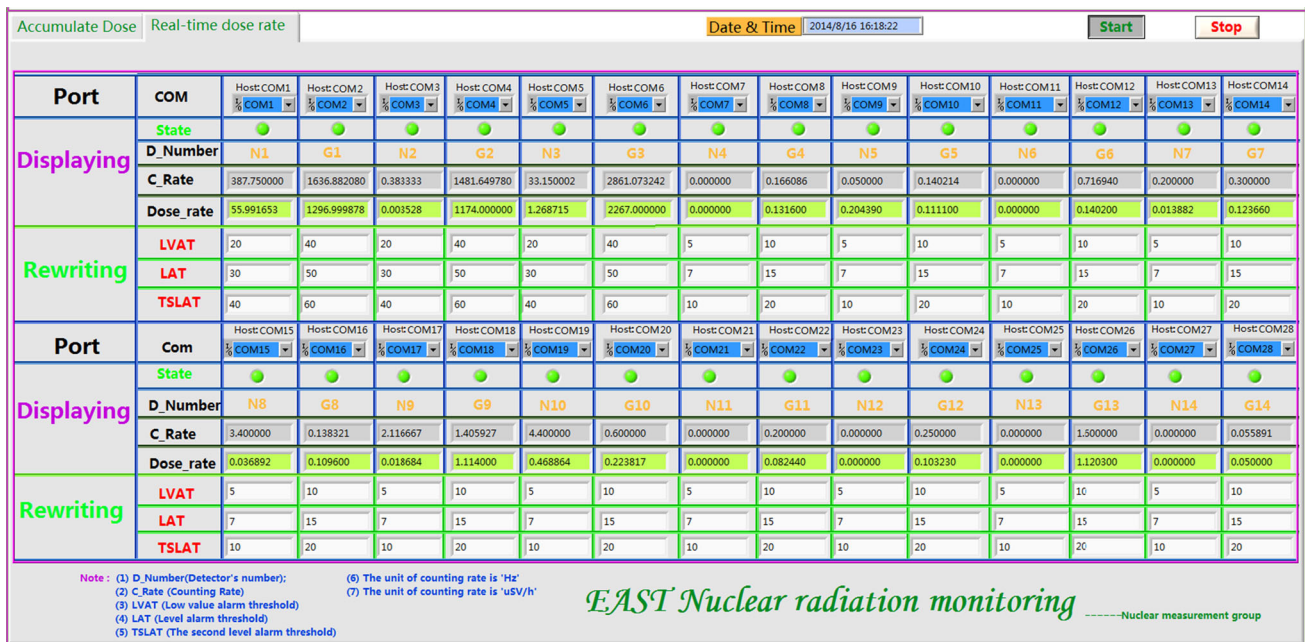 Accumulate Dose Real-time dose rate Date & Time 2014/8/16 16:18:22 Start Stop
Host:COM1 Host:COM2 Host:COM3 Host:COM4 Host:COM5 Host:COM6 Host:COM7 Host:COM8 Host:COM9 Host:COM10 Host:COM11 Host:COM12 Host:COM13 Host:COM14
Port COM COM1 COM2 COM3 COM4 COM5 COM6 COM7 COM8 COM9 COM10 COM11 COM12 COM13 COM14
State
Displaying
D_Number N1 G1 N2 G2 N3 G3 N4 G4 N5 G5 N6 G6 N7 G7
C_Rate 387.750000 1636.882080 0.383333 1481.649780 33.150002 2861.073242 0.000000 0.166086 0.050000 0.140214 0.000000 0.716940 0.200000 0.300000
Dose_rate 55.991653 1296.999878 0.003528 1174.000000 1.268715 2267.000000 0.000000 0.131600 0.204390 0.111100 0.000000 0.140200 0.013882 0.123660
LVAT 20 40 20 40 20 40 5 10 5 10 5 10 5 10
Rewriting LAT 30 50 30 50 30 50 7 15 7 15 7 15 7 15
TSLAT 40 60 40 60 40 60 10 20 10 20 10 20 10 20
Host:COM15 Host:COM16 Host:COM17 Host:COM18 Host:COM19 Host:COM20 Host:COM21 Host:COM22 Host:COM23 Host:COM24 Host:COM25 Host:COM26 Host:COM27 Host:COM28
Port Com COM15 COM16 COM17 COM18 COM19 COM20 COM21 COM22 COM23 COM24 COM25 COM26 COM27 COM28
State
Displaying D_Number N8 G8 N9 G9 N10 G10 N11 G11 N12 G12 N13 G13 N14 G14
C_Rate 3.400000 0.138321 2.116667 1.405927 4.400000 0.600000 0.000000 0.200000 0.000000 0.250000 0.000000 1.500000 0.000000 0.055891
Dose_rate 0.036892 0.109600 0.018684 1.114000 0.468864 0.223817 0.000000 0.082440 0.000000 0.103230 0.000000 1.120300 0.000000 0.050000
LVAT 5 10 5 10 5 10 5 10 5 10 5 10 5 10
Rewriting
LAT 7 15 7 15 7 15 7 15 7 15 7 15 7 15
TSLAT 10 20 10 20 10 20 10 20 10 20 10 20 10 20
Note : (1) D_Number(Detector's number); (6) The unit of counting rate is 'Hz'
(2) C_Rate (Counting Rate) (7) The unit of counting rate is 'uSV/h'
(3) LVAT (Low value alarm threshold)
(4) LAT (Level alarm threshold)
(5) TSLAT (The second level alarm threshold)
EAST Nuclear radiation monitoring ------Nuclear measurement group